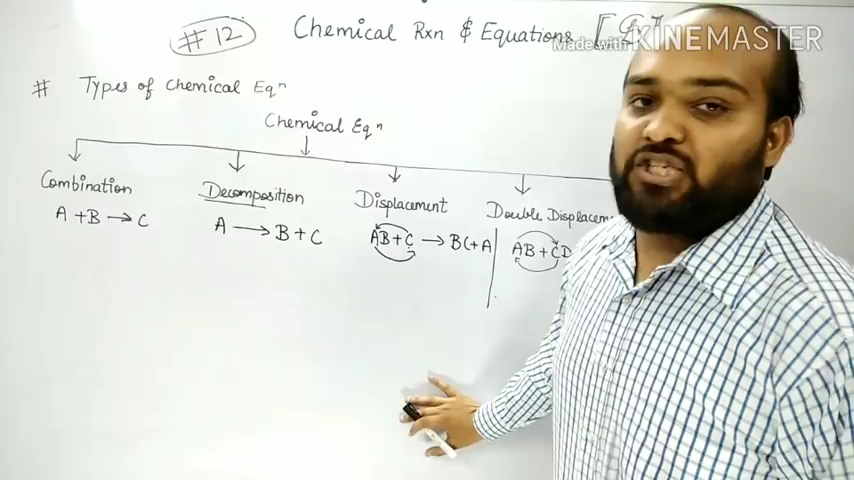 #12 Chemical Rxn & Equations
Made with KINEMASTER
# Types of Chemical Eqn
Chemical Eqn
Combination Decomposition Displacement Double Displacem
A + B → C A → B + C AB + C → BC + A AB + CD